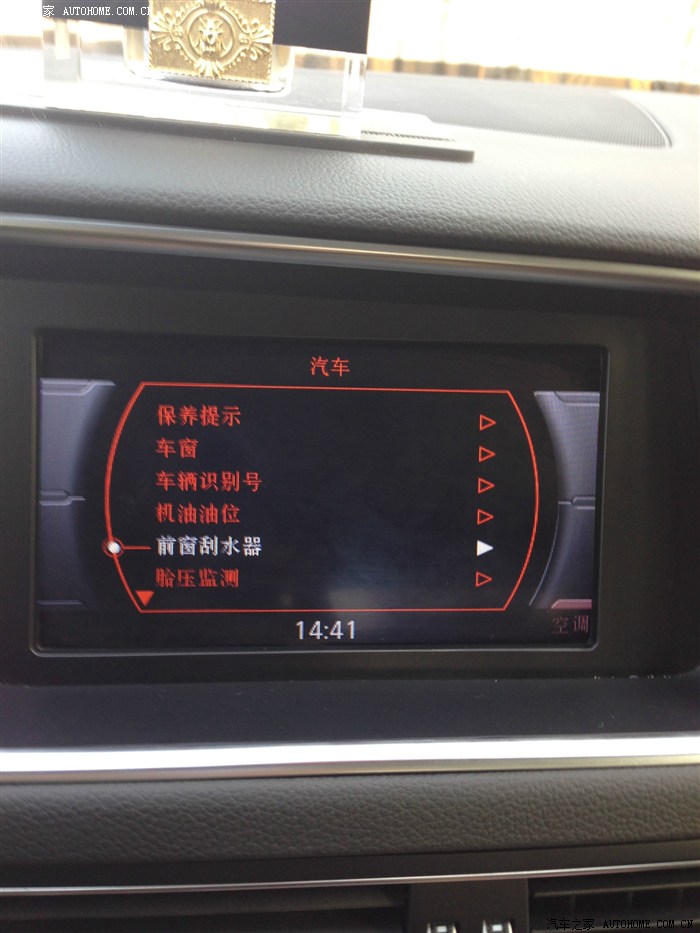 家 AUTOHOME.COM.CN
汽车
保养提示
车窗
车辆识别号
机油油位
前窗刮水器
胎压监测
14:41
空调
汽车之家 AUTOHOME.COM.CN